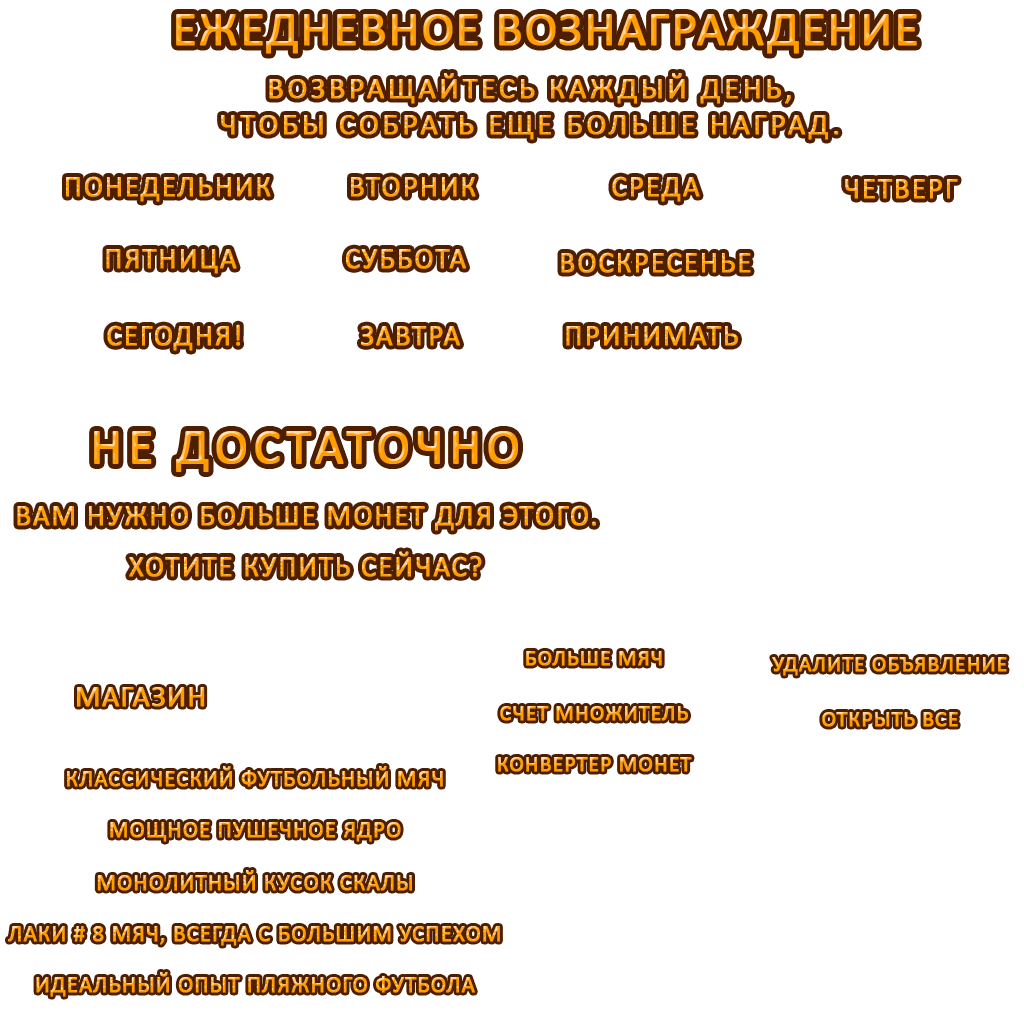 ЕЖЕДНЕВНОЕ ВОЗНАГРАЖДЕНИЕ
ВОЗВРАЩАЙТЕСЬ КАЖДЫЙ ДЕНЬ,
ЧТОБЫ СОБРАТЬ ЕЩЕ БОЛЬШЕ НАГРАД.
ПОНЕДЕЛЬНИК ВТОРНИК СРЕДА ЧЕТВЕРГ
ПЯТНИЦА СУББОТА ВОСКРЕСЕНЬЕ
СЕГОДНЯ! ЗАВТРА ПРИНИМАТЬ
НЕ ДОСТАТОЧНО
ВАМ НУЖНО БОЛЬШЕ МОНЕТ ДЛЯ ЭТОГО.
ХОТИТЕ КУПИТЬ СЕЙЧАС?
БОЛЬШЕ МЯЧ УДАЛИТЕ ОБЪЯВЛЕНИЕ
МАГАЗИН
СЧЕТ МНОЖИТЕЛЬ ОТКРЫТЬ ВСЕ
КОНВЕРТЕР МОНЕТ
КЛАССИЧЕСКИЙ ФУТБОЛЬНЫЙ МЯЧ
МОЩНОЕ ПУШЕЧНОЕ ЯДРО
МОНОЛИТНЫЙ КУСОК СКАЛЫ
ЛАКИ # 8 МЯЧ, ВСЕГДА С БОЛЬШИМ УСПЕХОМ
ИДЕАЛЬНЫЙ ОПЫТ ПЛЯЖНОГО ФУТБОЛА